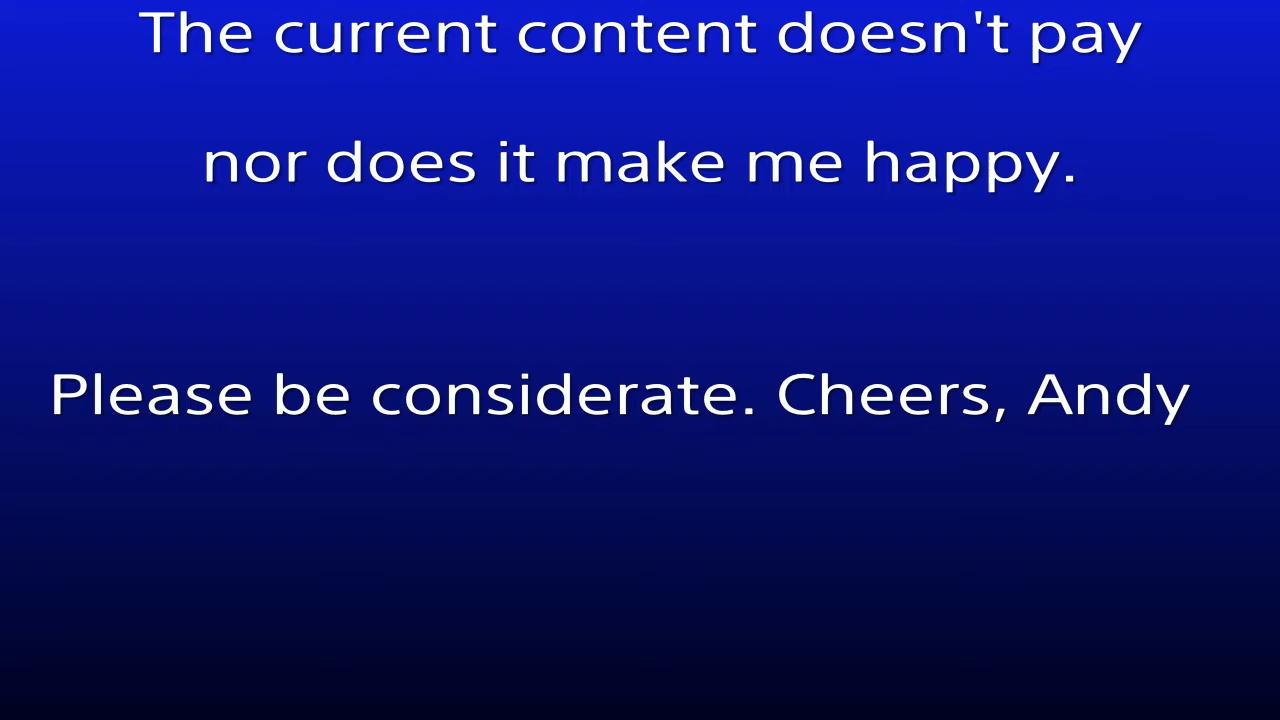 The current content doesn't pay
nor does it make me happy.
Please be considerate. Cheers, Andy